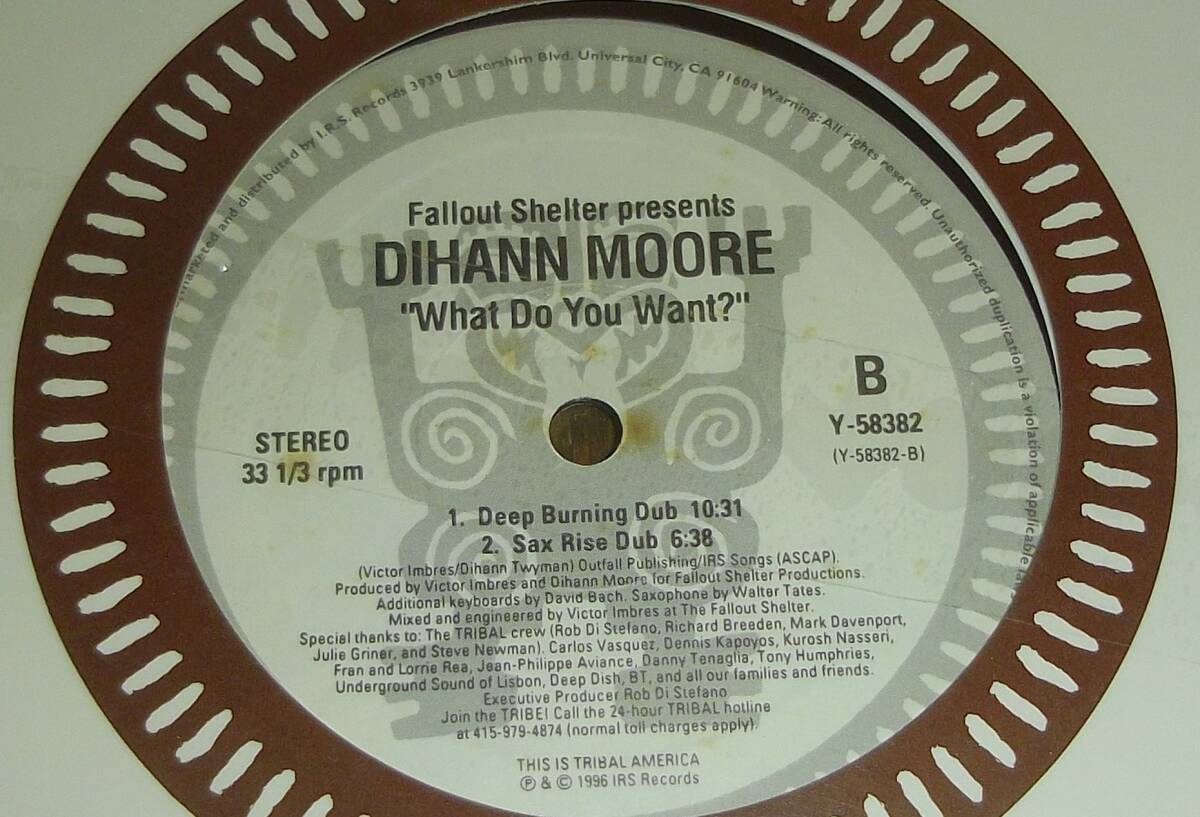 marketed and distributed by I.R.S. Records 3939 Lankershim Blvd. Universal City, CA 91604 Warning: All rights reserved. Unauthorized duplication is a violation of applicable
Fallout Shelter presents
DIHANN MOORE
"What Do You Want?"
B
Y-58382
(Y-58382-B)
STEREO
33 1/3 rpm
1. Deep Burning Dub 10:31
2. Sax Rise Dub 6:38
(Victor Imbres/Dihann Twyman) Outfall Publishing/IRS Songs (ASCAP).
Produced by Victor Imbres and Dihann Moore for Fallout Shelter Productions.
Additional keyboards by David Bach. Saxophone by Walter Tates.
Mixed and engineered by Victor Imbres at The Fallout Shelter.
Special thanks to: The TRIBAL crew (Rob Di Stefano, Richard Breeden, Mark Davenport,
Julie Griner, and Steve Newman). Carlos Vasquez, Dennis Kapoyos, Kurosh Nasseri,
Fran and Lorrie Rea, Jean-Philippe Aviance, Danny Tenaglia, Tony Humphries,
Underground Sound of Lisbon, Deep Dish, BT, and all our families and friends.
Executive Producer Rob Di Stefano
Join the TRIBE! Call the 24-hour TRIBAL hotline
at 415-979-4874 (normal toll charges apply).
THIS IS TRIBAL AMERICA
℗ & © 1996 IRS Records